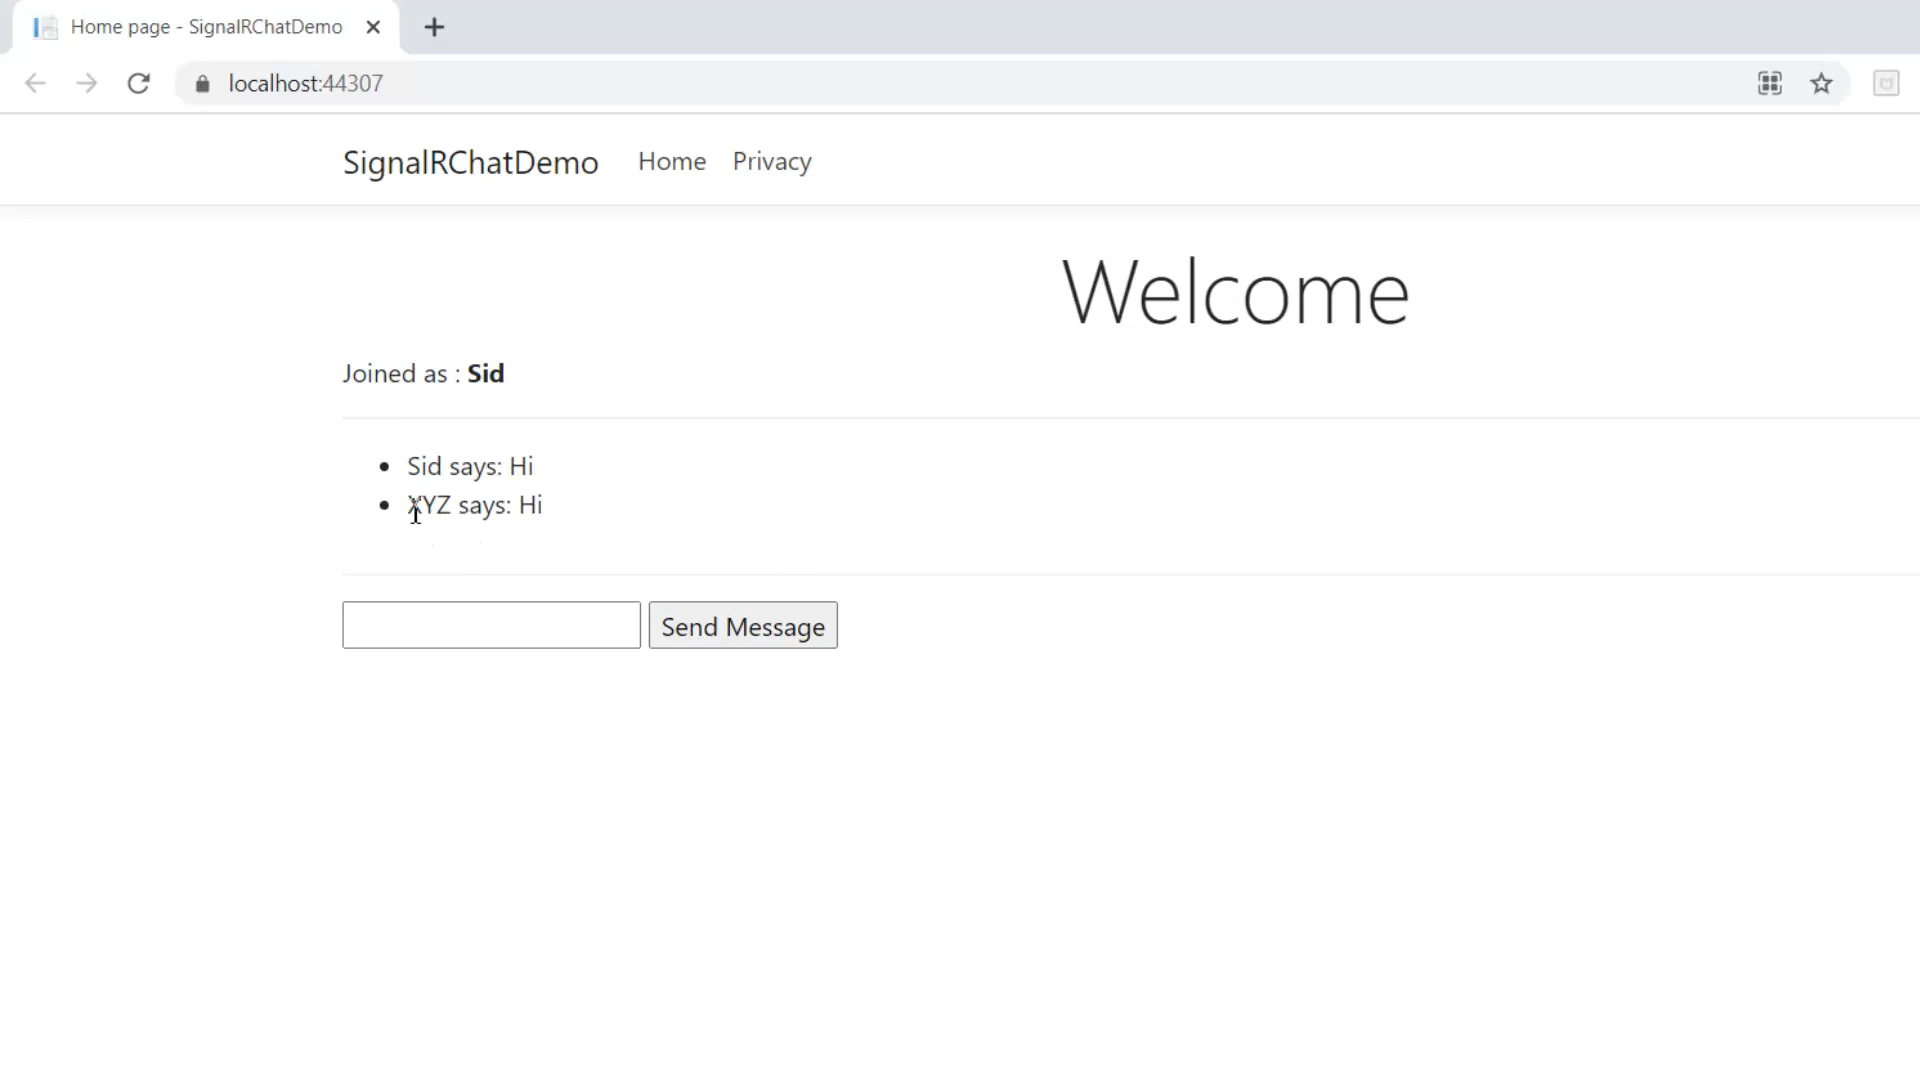 Home page - SignalRChatDemo
localhost:44307
SignalRChatDemo Home Privacy
Welcome
Joined as : Sid
Sid says: Hi
XYZ says: Hi
Send Message